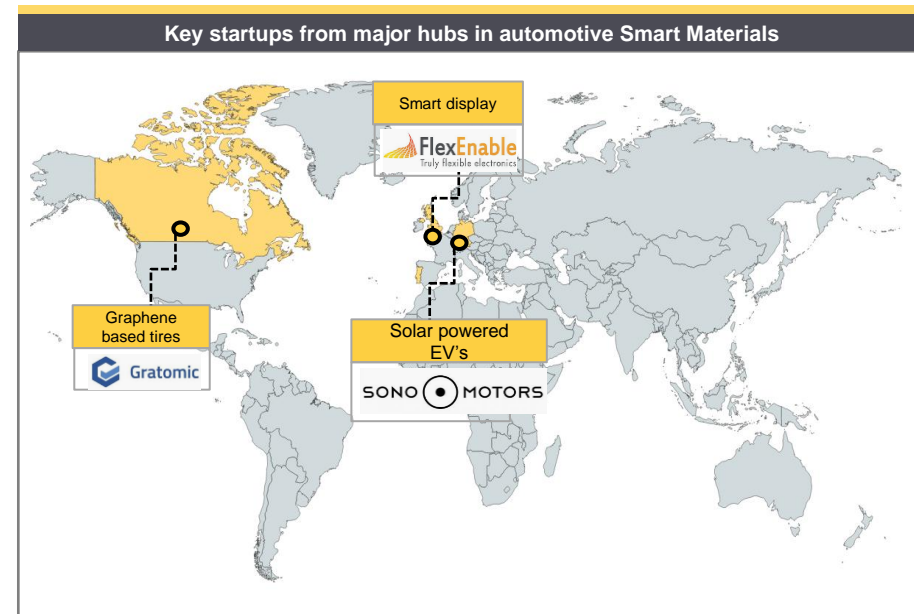 Key startups from major hubs in automotive Smart Materials
Smart display
FlexEnable
Truly flexible electronics
Graphene
based tires
Gratomic
Solar powered
EV's
SONO MOTORS